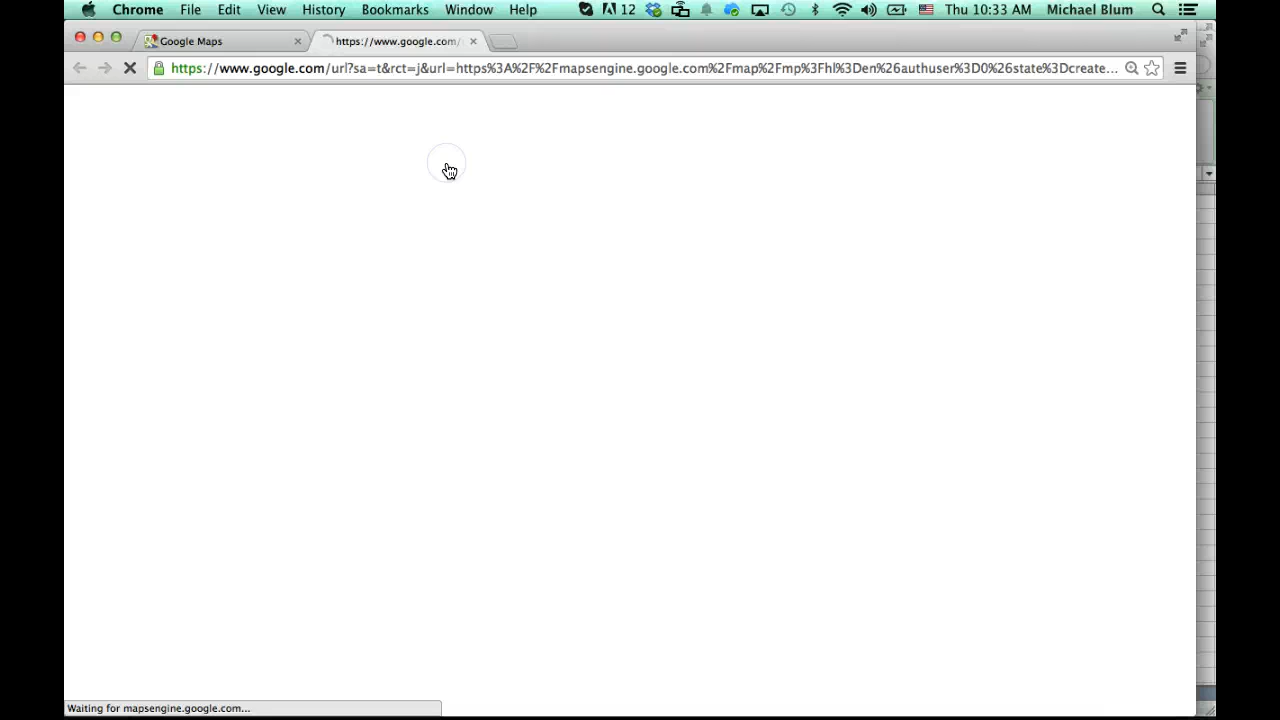 Chrome File Edit View History Bookmarks Window Help 12 Thu 10:33 AM Michael Blum
Google Maps https://www.google.com/
https://www.google.com/url?sa=t&rct=j&url=https%3A%2F%2Fmapsengine.google.com%2Fmap%2Fmp%3Fhl%3Den%26authuser%3D0%26state%3Dcreate...
Waiting for mapsengine.google.com...